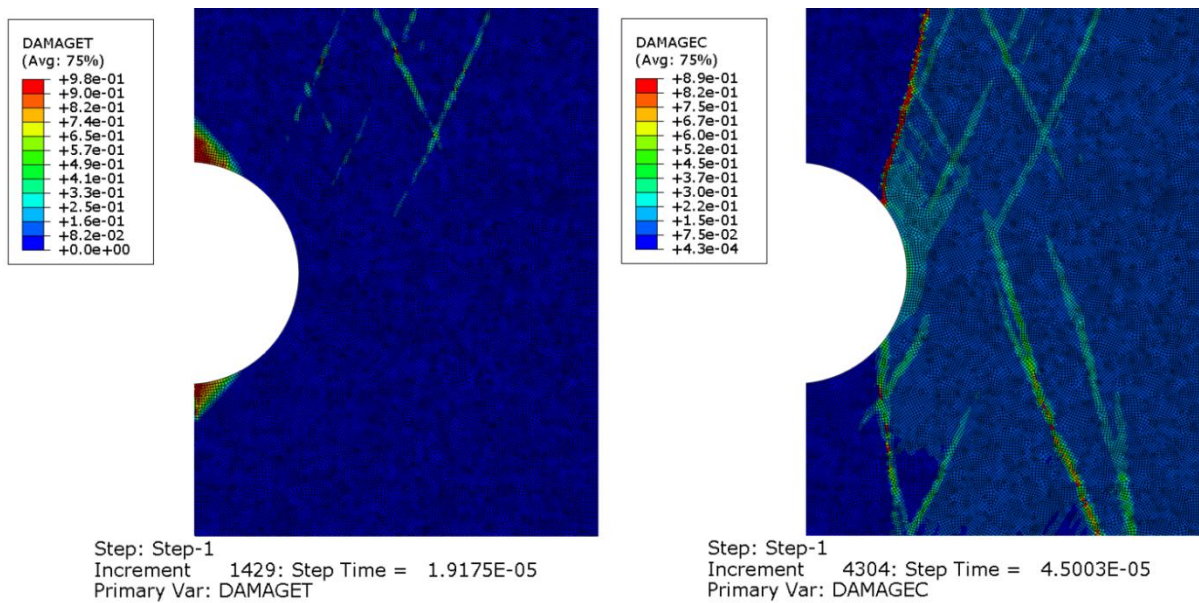 DAMAGET
(Avg: 75%)
+9.8e-01
+9.0e-01
+8.2e-01
+7.4e-01
+6.5e-01
+5.7e-01
+4.9e-01
+4.1e-01
+3.3e-01
+2.5e-01
+1.6e-01
+8.2e-02
+0.0e+00
Step: Step-1
Increment 1429: Step Time = 1.9175E-05
Primary Var: DAMAGET
DAMAGEC
(Avg: 75%)
+8.9e-01
+8.2e-01
+7.5e-01
+6.7e-01
+6.0e-01
+5.2e-01
+4.5e-01
+3.7e-01
+3.0e-01
+2.2e-01
+1.5e-01
+7.5e-02
+4.3e-04
Step: Step-1
Increment 4304: Step Time = 4.5003E-05
Primary Var: DAMAGEC